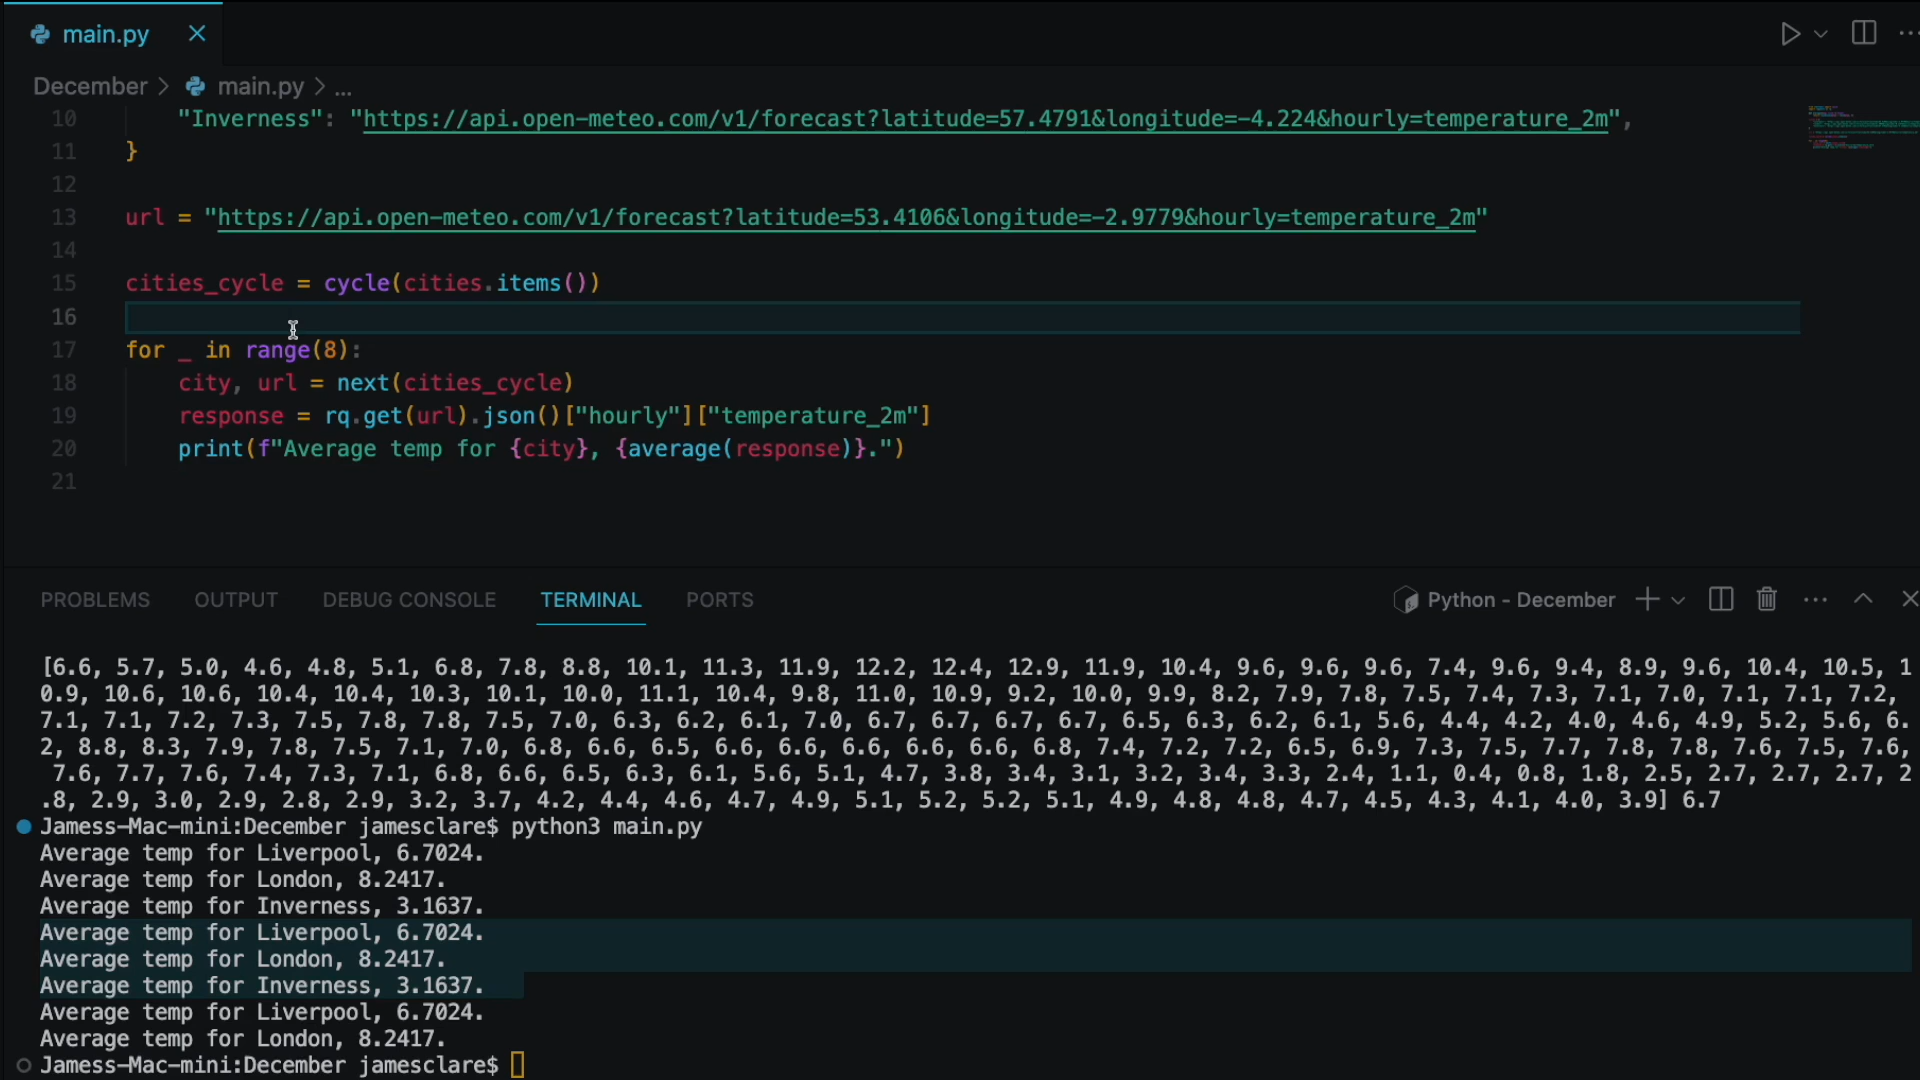 main.py
December > main.py > ...
10 "Inverness": "https://api.open-meteo.com/v1/forecast?latitude=57.4791&longitude=-4.224&hourly=temperature_2m",
11 }
12
13 url = "https://api.open-meteo.com/v1/forecast?latitude=53.4106&longitude=-2.9779&hourly=temperature_2m"
14
15 cities_cycle = cycle(cities.items())
16
17 for _ in range(8):
18 city, url = next(cities_cycle)
19 response = rq.get(url).json()["hourly"]["temperature_2m"]
20 print(f"Average temp for {city}, {average(response)}.")
21
PROBLEMS OUTPUT DEBUG CONSOLE TERMINAL PORTS Python - December
[6.6, 5.7, 5.0, 4.6, 4.8, 5.1, 6.8, 7.8, 8.8, 10.1, 11.3, 11.9, 12.2, 12.4, 12.9, 11.9, 10.4, 9.6, 9.6, 9.6, 7.4, 9.6, 9.4, 8.9, 9.6, 10.4, 10.5, 1
0.9, 10.6, 10.6, 10.4, 10.4, 10.3, 10.1, 10.0, 11.1, 10.4, 9.8, 11.0, 10.9, 9.2, 10.0, 9.9, 8.2, 7.9, 7.8, 7.5, 7.4, 7.3, 7.1, 7.0, 7.1, 7.1, 7.2,
7.1, 7.1, 7.2, 7.3, 7.5, 7.8, 7.8, 7.5, 7.0, 6.3, 6.2, 6.1, 7.0, 6.7, 6.7, 6.7, 6.7, 6.5, 6.3, 6.2, 6.1, 5.6, 4.4, 4.2, 4.0, 4.6, 4.9, 5.2, 5.6, 6.
2, 8.8, 8.3, 7.9, 7.8, 7.5, 7.1, 7.0, 6.8, 6.6, 6.5, 6.6, 6.6, 6.6, 6.6, 6.6, 6.8, 7.4, 7.2, 7.2, 6.5, 6.9, 7.3, 7.5, 7.7, 7.8, 7.8, 7.6, 7.5, 7.6,
7.6, 7.7, 7.6, 7.4, 7.3, 7.1, 6.8, 6.6, 6.5, 6.3, 6.1, 5.6, 5.1, 4.7, 3.8, 3.4, 3.1, 3.2, 3.4, 3.3, 2.4, 1.1, 0.4, 0.8, 1.8, 2.5, 2.7, 2.7, 2.7, 2
.8, 2.9, 3.0, 2.9, 2.8, 2.9, 3.2, 3.7, 4.2, 4.4, 4.6, 4.7, 4.9, 5.1, 5.2, 5.2, 5.1, 4.9, 4.8, 4.8, 4.7, 4.5, 4.3, 4.1, 4.0, 3.9] 6.7
Jamess-Mac-mini:December jamesclare$ python3 main.py
Average temp for Liverpool, 6.7024.
Average temp for London, 8.2417.
Average temp for Inverness, 3.1637.
Average temp for Liverpool, 6.7024.
Average temp for London, 8.2417.
Average temp for Inverness, 3.1637.
Average temp for Liverpool, 6.7024.
Average temp for London, 8.2417.
Jamess-Mac-mini:December jamesclare$